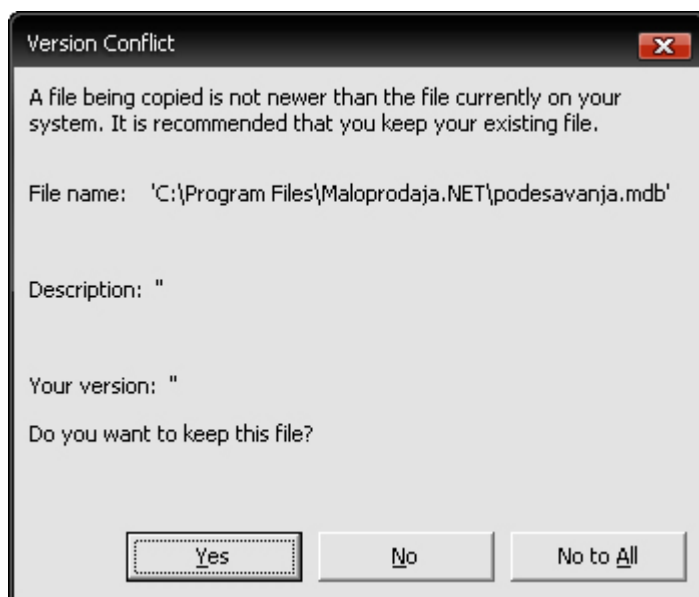 Version Conflict
A file being copied is not newer than the file currently on your
system. It is recommended that you keep your existing file.
File name: 'C:\Program Files\Maloprodaja.NET\podesavanja.mdb'
Description: ''
Your version: ''
Do you want to keep this file?
Yes No No to All